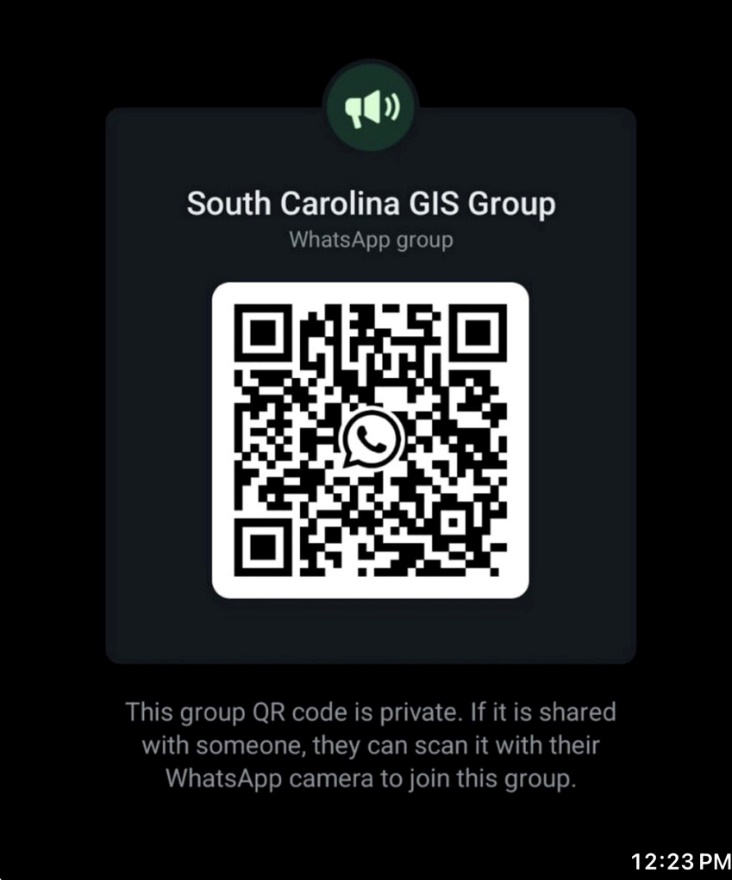 South Carolina GIS Group
WhatsApp group
This group QR code is private. If it is shared
with someone, they can scan it with their
WhatsApp camera to join this group.
12:23 PM